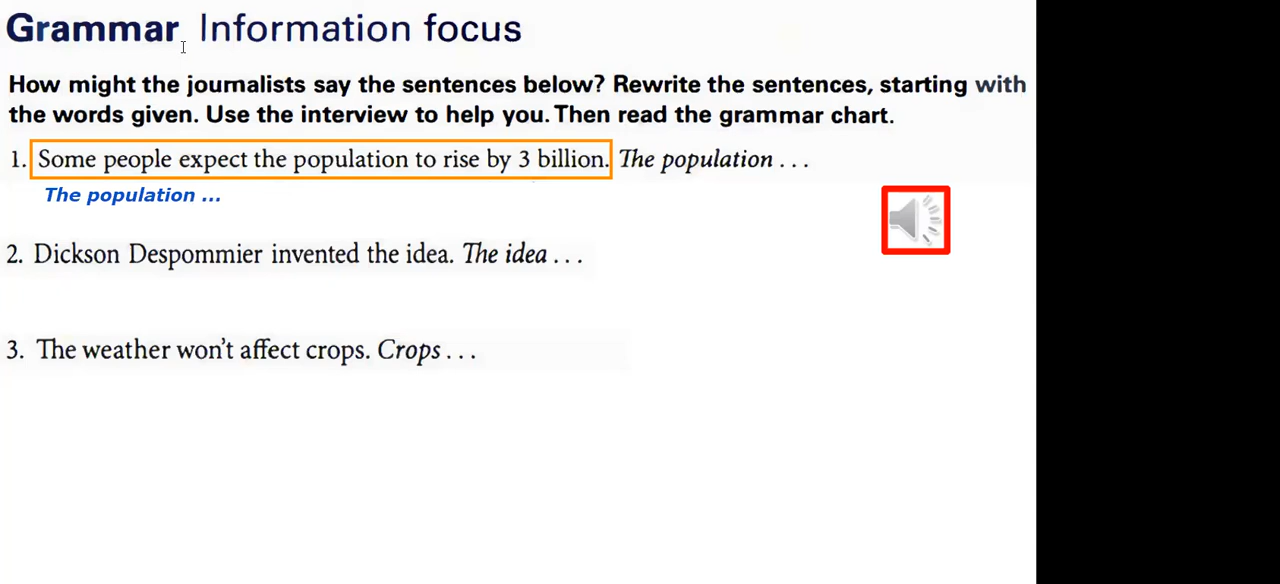 Grammar Information focus
How might the journalists say the sentences below? Rewrite the sentences, starting with
the words given. Use the interview to help you. Then read the grammar chart.
1. Some people expect the population to rise by 3 billion. The population . . .
The population ...
2. Dickson Despommier invented the idea. The idea . . .
3. The weather won't affect crops. Crops . . .